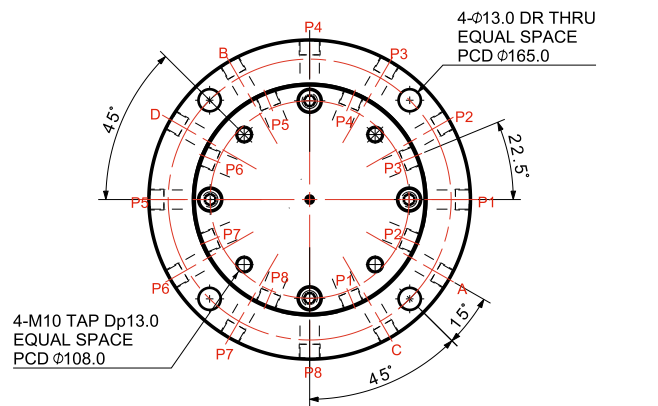 P4
4-Φ13.0 DR THRU
EQUAL SPACE
PCD Φ165.0
B
P3
45°
D
P5
P4
P2
22.5°
P6
P3
P5
P1
P7
P2
P6
P8
P1
A
4-M10 TAP Dp13.0
EQUAL SPACE
PCD Φ108.0
15°
P7
C
P8
45°